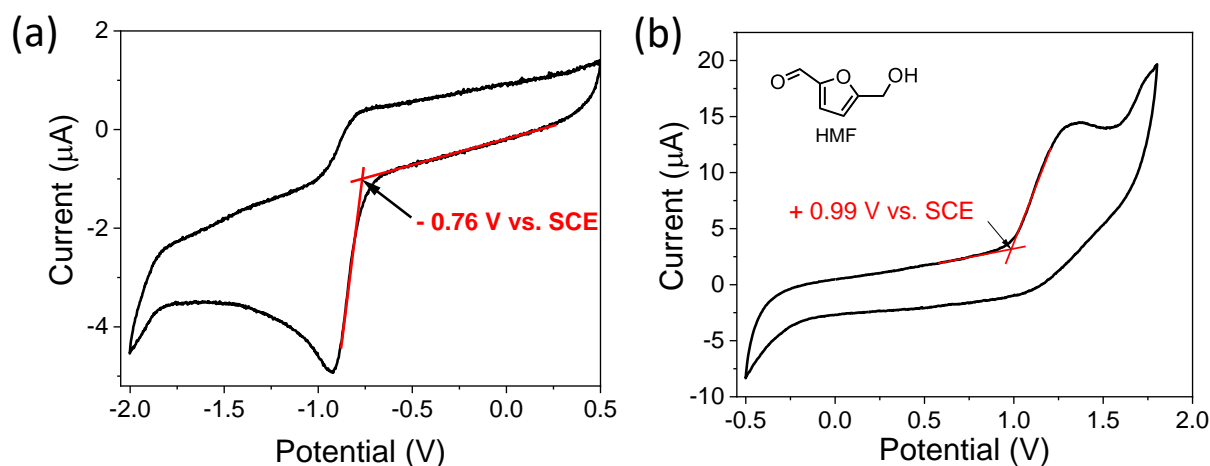 (a)
2
0
-2
-4
Current (μA)
- 0.76 V vs. SCE
-2.0 -1.5 -1.0 -0.5 0.0 0.5
Potential (V)
(b)
20
15
10
5
0
-5
-10
Current (μA)
O O OH
HMF
+ 0.99 V vs. SCE
-0.5 0.0 0.5 1.0 1.5 2.0
Potential (V)